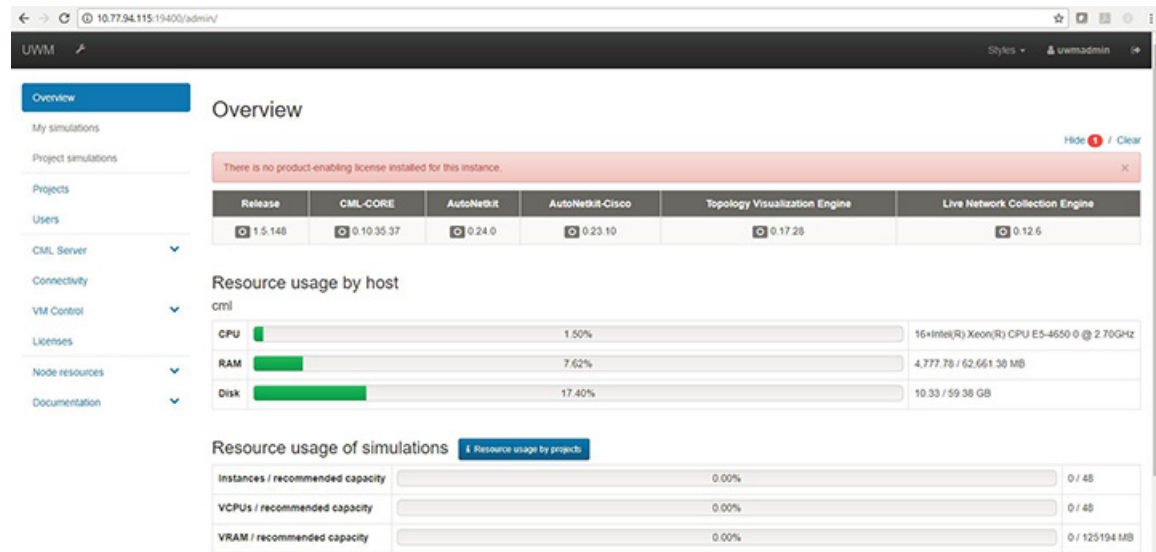 10.77.94.115:19400/admin/
UWM Styles uwmadmin
Overview
My simulations
Project simulations
Projects
Users
CML Server
Connectivity
VM Control
Licenses
Node resources
Documentation
Overview
Hide 1 / Clear
There is no product-enabling license installed for this instance. ×
Release CML-CORE AutoNetkit AutoNetkit-Cisco Topology Visualization Engine Live Network Collection Engine
1.5.148 0.10.35.37 0.24.0 0.23.10 0.17.28 0.12.6
Resource usage by host
cml
CPU 1.50% 16×Intel(R) Xeon(R) CPU E5-4650 0 @ 2.70GHz
RAM 7.62% 4,777.78 / 62,661.38 MB
Disk 17.40% 10.33 / 59.38 GB
Resource usage of simulations Resource usage by projects
Instances / recommended capacity 0.00% 0 / 48
VCPUs / recommended capacity 0.00% 0 / 48
VRAM / recommended capacity 0.00% 0 / 125194 MB